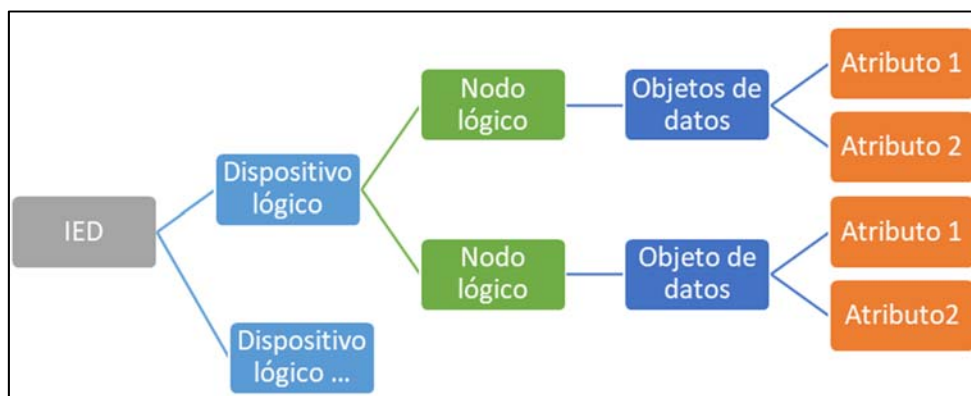 IED
Dispositivo
lógico
Dispositivo
lógico ...
Nodo
lógico
Nodo
lógico
Objetos de
datos
Objeto de
datos
Atributo 1
Atributo 2
Atributo 1
Atributo2